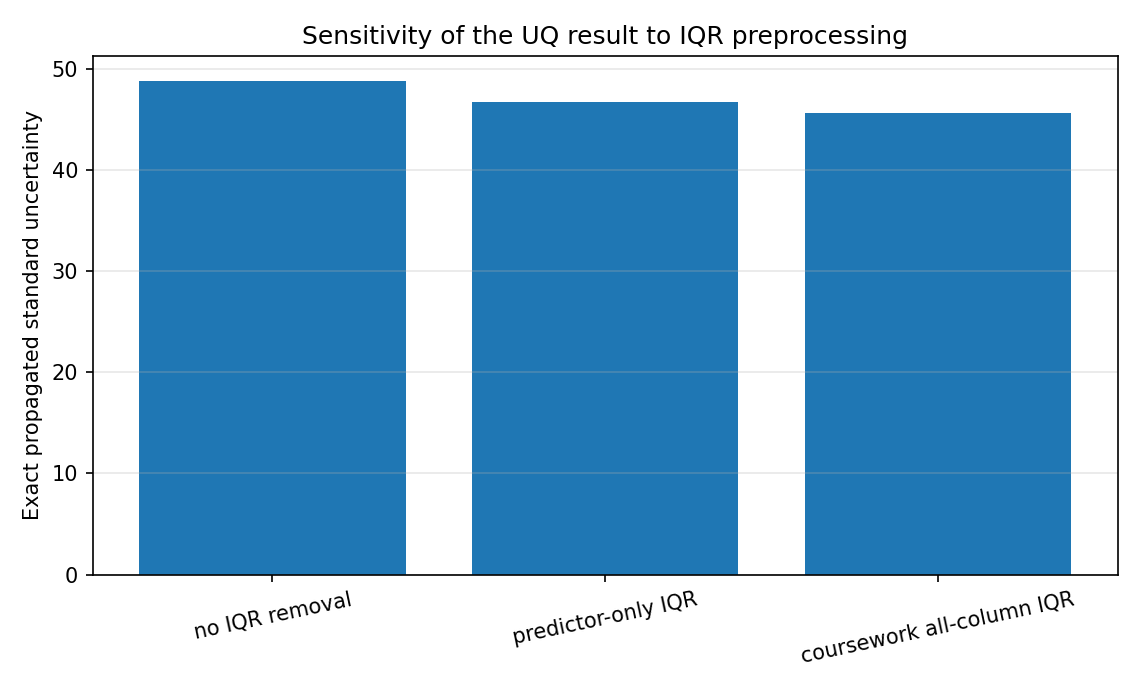 Sensitivity of the UQ result to IQR preprocessing
Exact propagated standard uncertainty
50
40
30
20
10
0
no IQR removal
predictor-only IQR
coursework all-column IQR